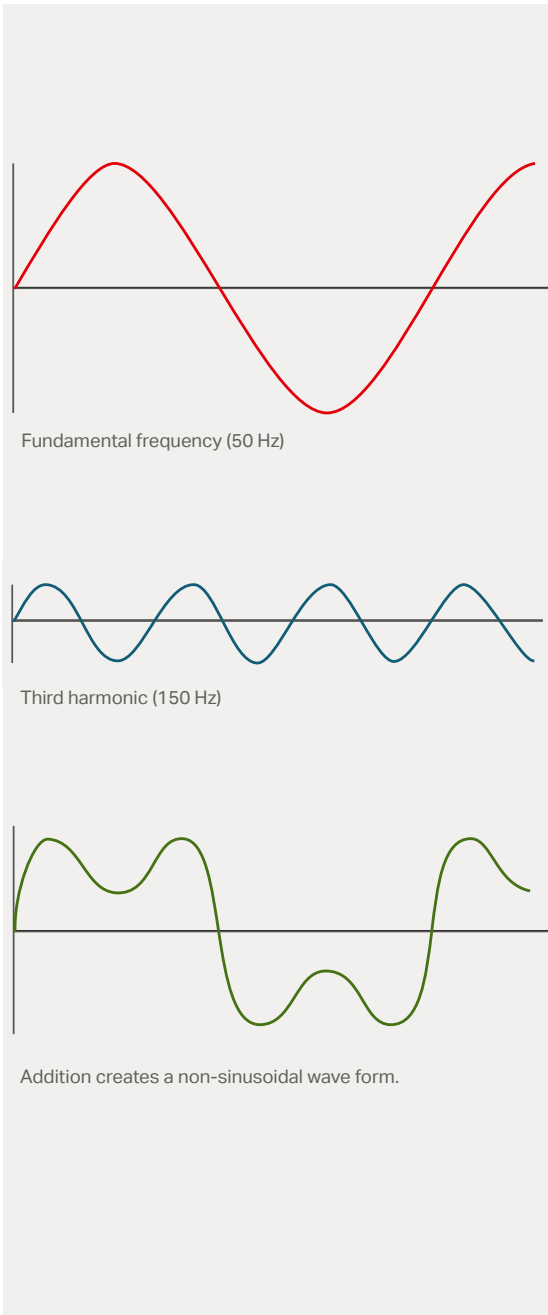 Fundamental frequency (50 Hz)
Third harmonic (150 Hz)
Addition creates a non-sinusoidal wave form.